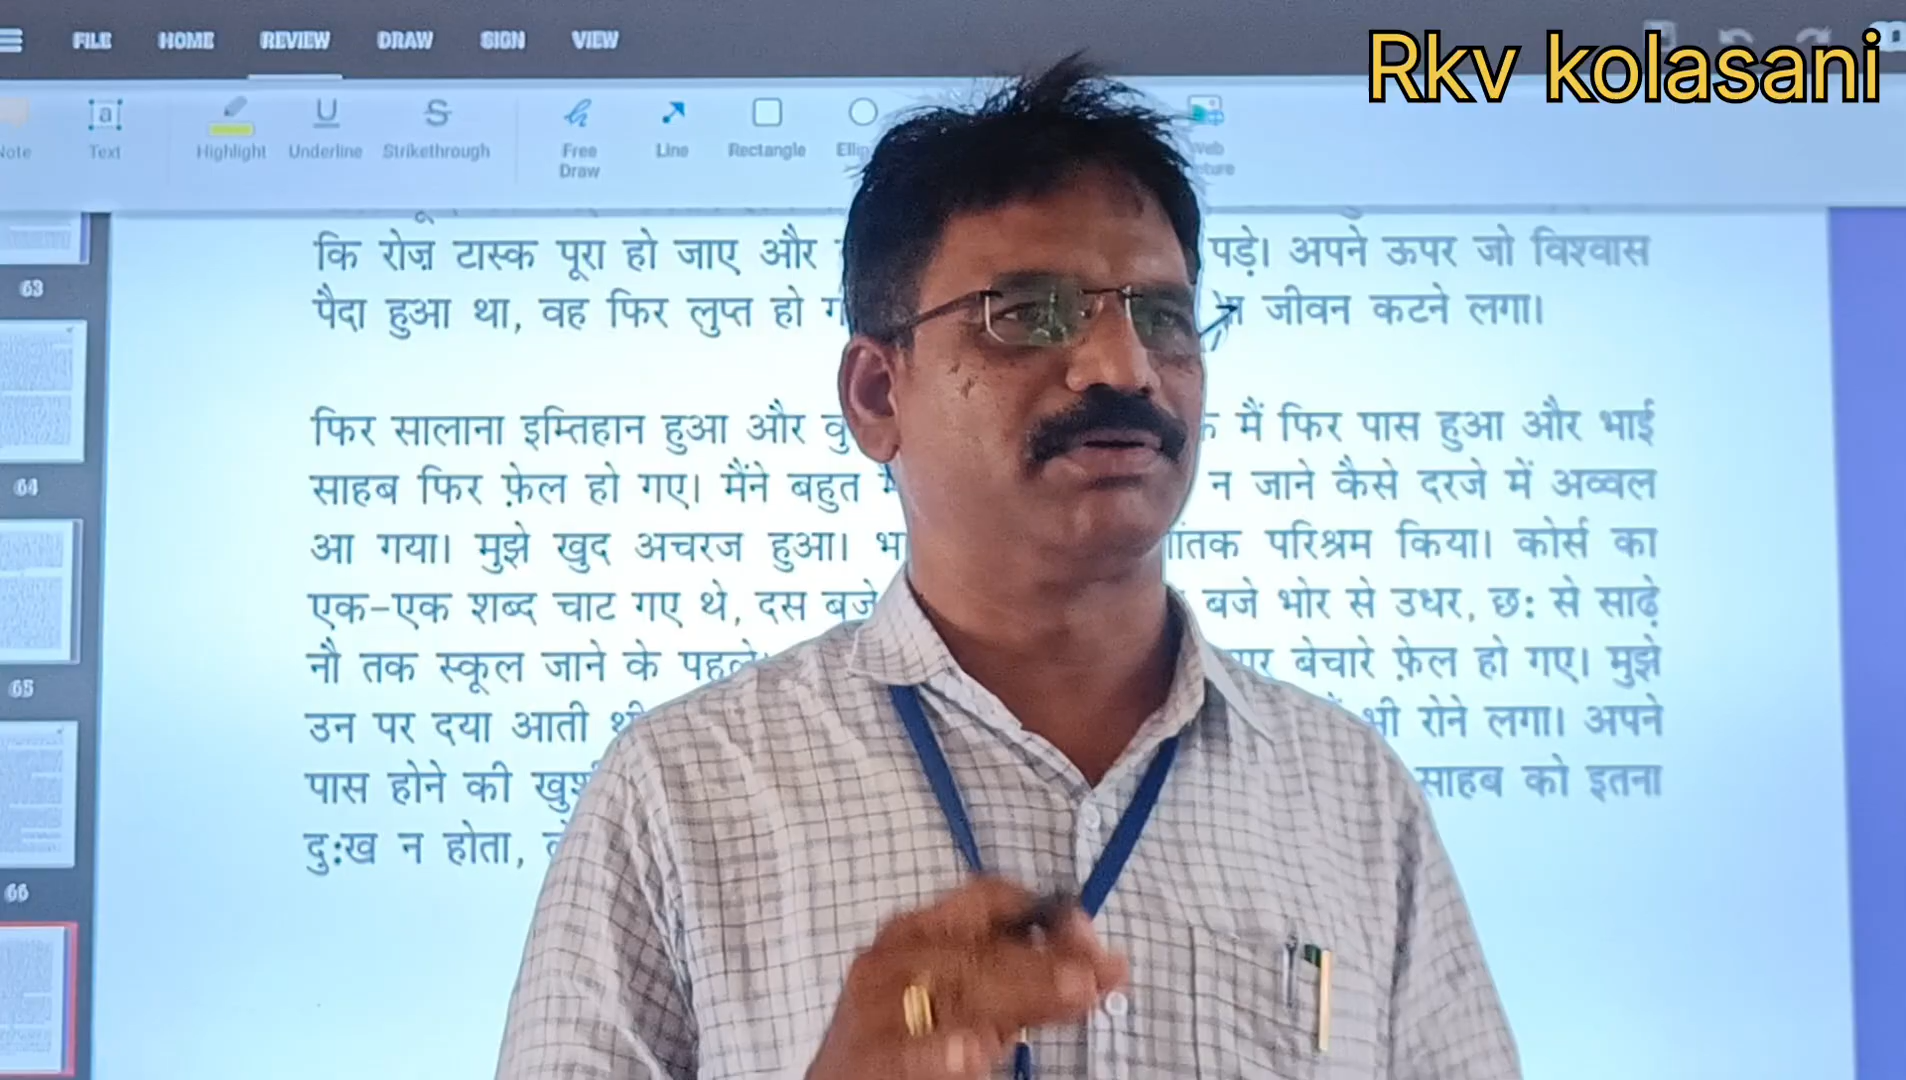 FILE HOME REVIEW DRAW SIGN VIEW
Rkv kolasani
Text Highlight Underline Strikethrough Free Draw Line Rectangle
63
64
65
66
कि रोज़ टास्क पूरा हो जाए और पड़े। अपने ऊपर जो विश्वास
पैदा हुआ था, वह फिर लुप्त हो जीवन कटने लगा।
फिर सालाना इम्तिहान हुआ और मैं फिर पास हुआ और भाई
साहब फिर फ़ेल हो गए। मैंने बहुत न जाने कैसे दरजे में अव्वल
आ गया। मुझे खुद अचरज हुआ। परिश्रम किया। कोर्स का
एक-एक शब्द चाट गए थे, दस बजे बजे भोर से उधर, छः से साढ़े
नौ तक स्कूल जाने के पहले बेचारे फ़ेल हो गए। मुझे
उन पर दया आती भी रोने लगा। अपने
पास होने की साहब को इतना
दुःख न होता,